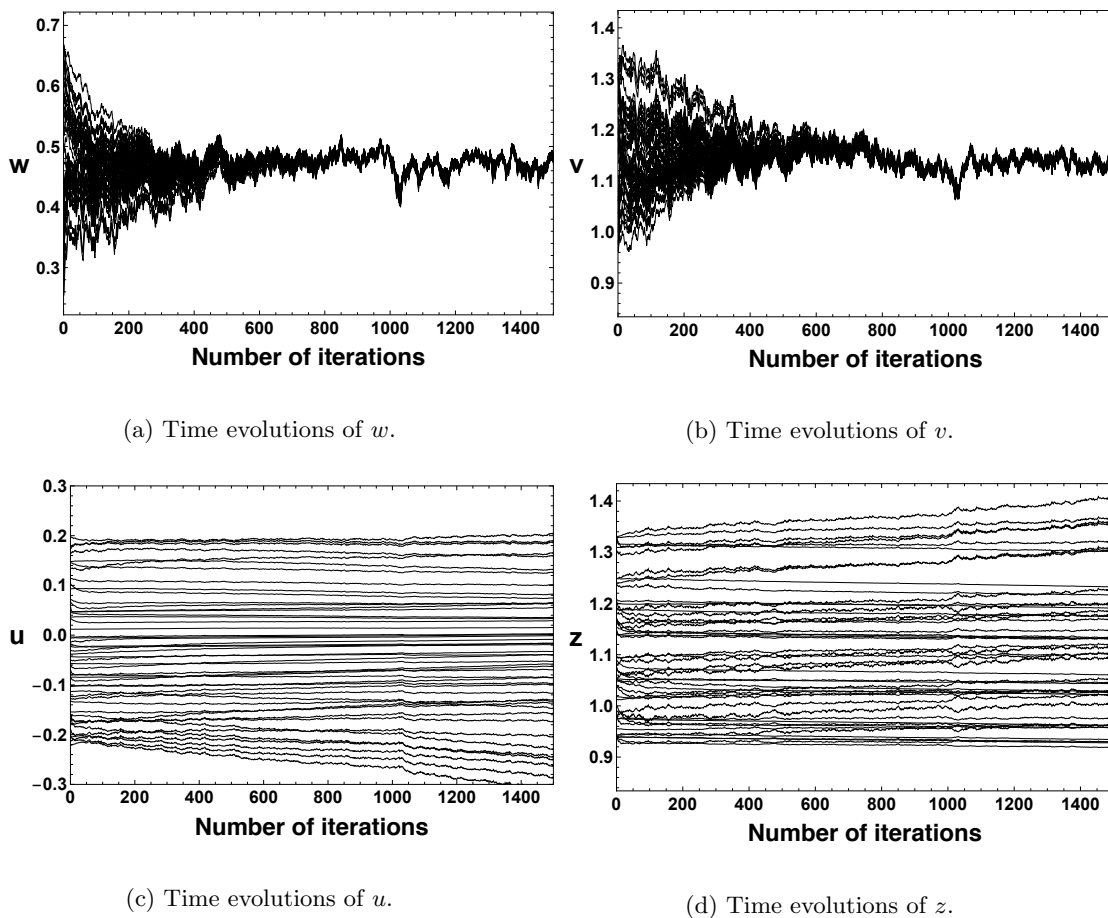 0.7
0.6
0.5
w
0.4
0.3
0 200 400 600 800 1000 1200 1400
Number of iterations
(a) Time evolutions of w.
1.4
1.3
1.2
v
1.1
1.0
0.9
0 200 400 600 800 1000 1200 1400
Number of iterations
(b) Time evolutions of v.
0.3
0.2
0.1
u
0.0
−0.1
−0.2
−0.3
0 200 400 600 800 1000 1200 1400
Number of iterations
(c) Time evolutions of u.
1.4
1.3
1.2
z
1.1
1.0
0.9
0 200 400 600 800 1000 1200 1400
Number of iterations
(d) Time evolutions of z.